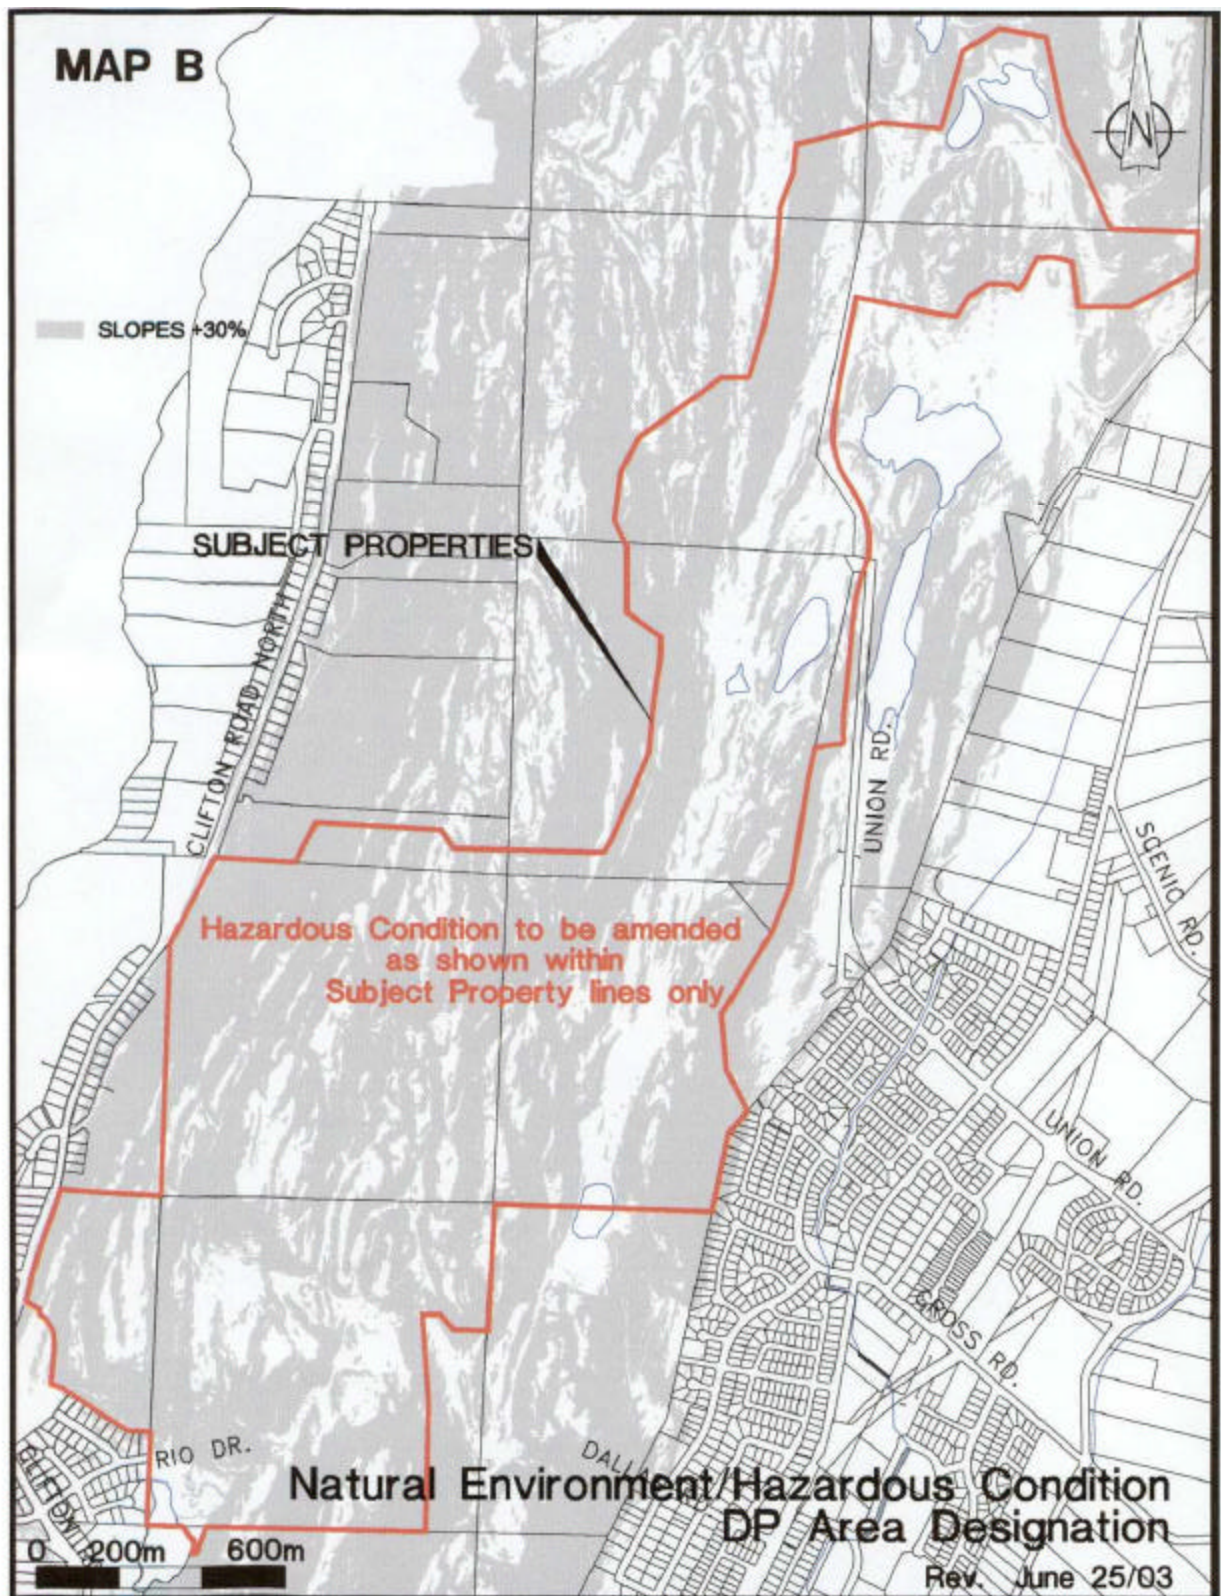 MAP B
N
SLOPES +30%
SUBJECT PROPERTIES
CLIFTON ROAD NORTH
UNION RD.
SCENIC RD.
Hazardous Condition to be amended
as shown within
Subject Property lines only
UNION RD.
CROSS RD.
RIO DR.
Natural Environment/Hazardous Condition
DP Area Designation
0 200m 600m
Rev. June 25/03